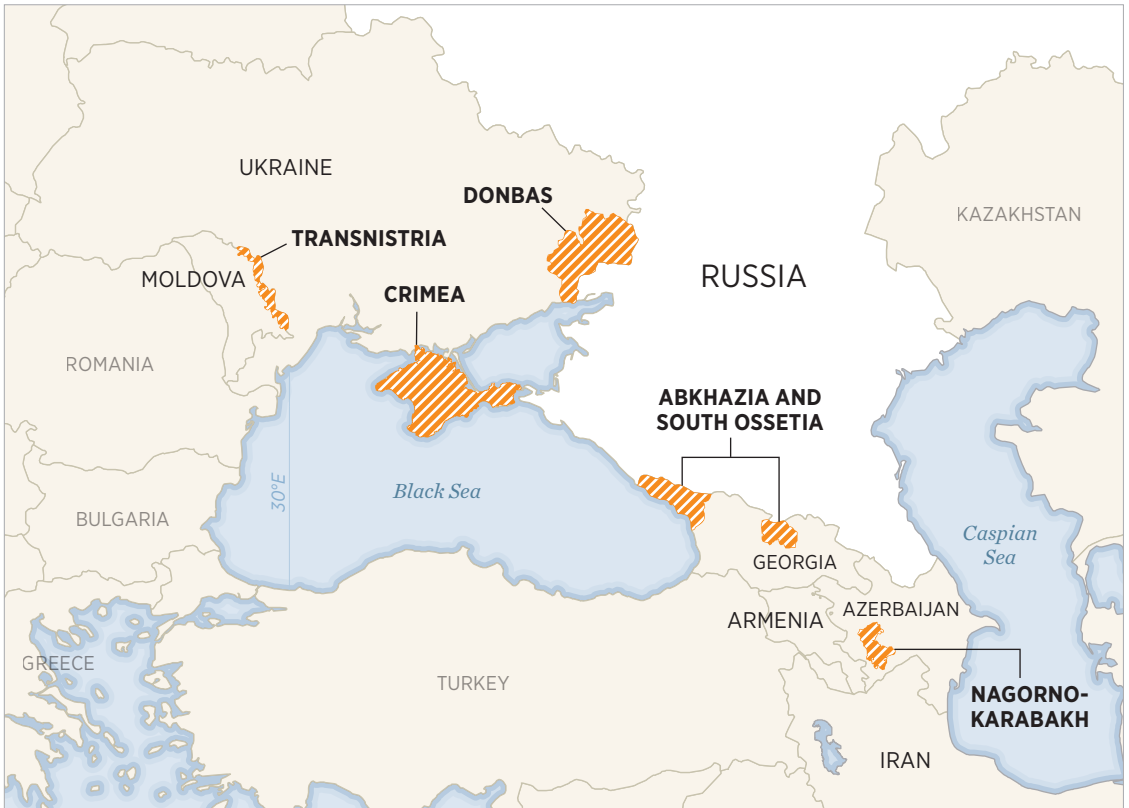 UKRAINE
DONBAS
KAZAKHSTAN
TRANSNISTRIA
MOLDOVA
RUSSIA
CRIMEA
ROMANIA
ABKHAZIA AND
SOUTH OSSETIA
30°E
Black Sea
BULGARIA
Caspian
Sea
GEORGIA
AZERBAIJAN
ARMENIA
GREECE
TURKEY
NAGORNO-
KARABAKH
IRAN